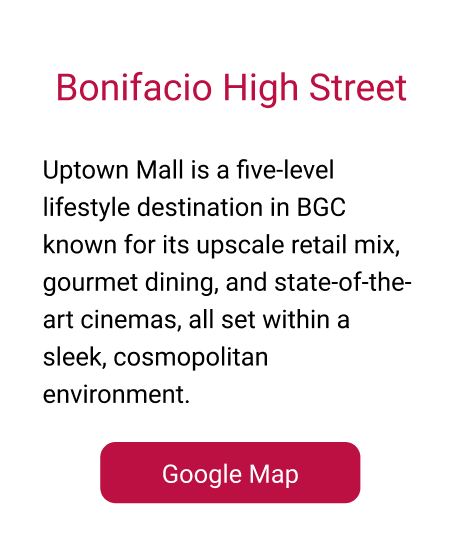 Bonifacio High Street
Uptown Mall is a five-level
lifestyle destination in BGC
known for its upscale retail mix,
gourmet dining, and state-of-the-
art cinemas, all set within a
sleek, cosmopolitan
environment.
Google Map